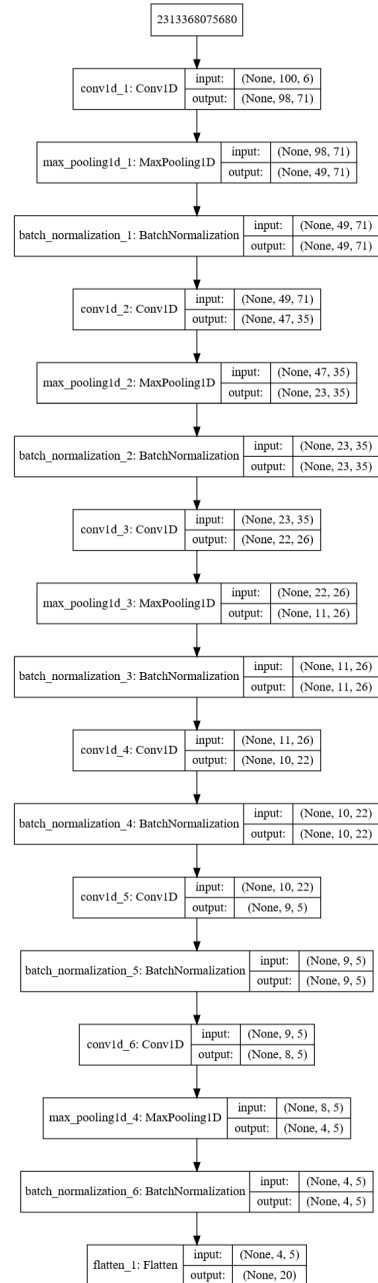 2313368075680
conv1d_1: Conv1D input: (None, 100, 6)
output: (None, 98, 71)
max_pooling1d_1: MaxPooling1D input: (None, 98, 71)
output: (None, 49, 71)
batch_normalization_1: BatchNormalization input: (None, 49, 71)
output: (None, 49, 71)
conv1d_2: Conv1D input: (None, 49, 71)
output: (None, 47, 35)
max_pooling1d_2: MaxPooling1D input: (None, 47, 35)
output: (None, 23, 35)
batch_normalization_2: BatchNormalization input: (None, 23, 35)
output: (None, 23, 35)
conv1d_3: Conv1D input: (None, 23, 35)
output: (None, 22, 26)
max_pooling1d_3: MaxPooling1D input: (None, 22, 26)
output: (None, 11, 26)
batch_normalization_3: BatchNormalization input: (None, 11, 26)
output: (None, 11, 26)
conv1d_4: Conv1D input: (None, 11, 26)
output: (None, 10, 22)
batch_normalization_4: BatchNormalization input: (None, 10, 22)
output: (None, 10, 22)
conv1d_5: Conv1D input: (None, 10, 22)
output: (None, 9, 5)
batch_normalization_5: BatchNormalization input: (None, 9, 5)
output: (None, 9, 5)
conv1d_6: Conv1D input: (None, 9, 5)
output: (None, 8, 5)
max_pooling1d_4: MaxPooling1D input: (None, 8, 5)
output: (None, 4, 5)
batch_normalization_6: BatchNormalization input: (None, 4, 5)
output: (None, 4, 5)
flatten_1: Flatten input: (None, 4, 5)
output: (None, 20)